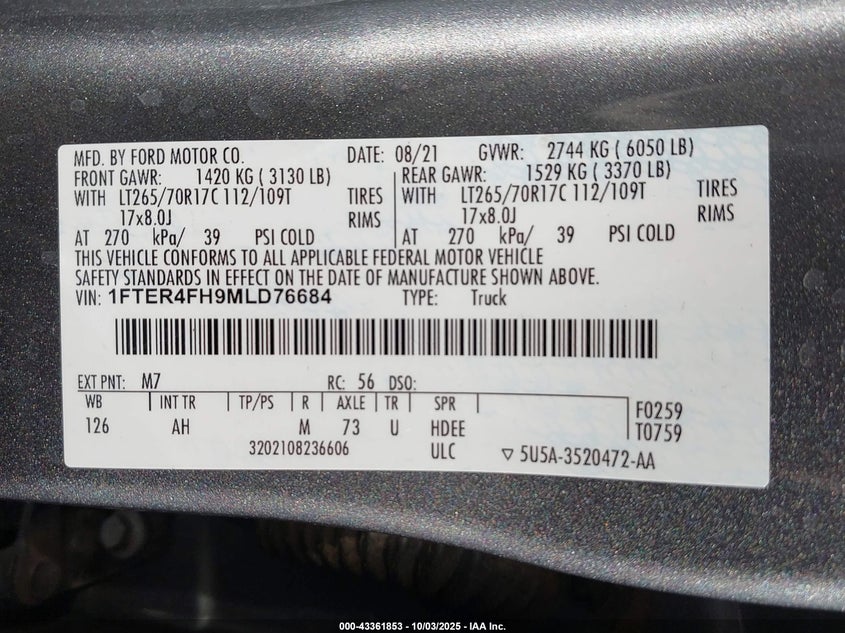 MFD. BY FORD MOTOR CO. DATE: 08/21 GVWR: 2744 KG ( 6050 LB)
FRONT GAWR: 1420 KG ( 3130 LB) REAR GAWR: 1529 KG ( 3370 LB)
WITH LT265/70R17C 112/109T TIRES WITH LT265/70R17C 112/109T TIRES
17x8.0J RIMS 17x8.0J RIMS
AT 270 kPa/ 39 PSI COLD AT 270 kPa/ 39 PSI COLD
THIS VEHICLE CONFORMS TO ALL APPLICABLE FEDERAL MOTOR VEHICLE
SAFETY STANDARDS IN EFFECT ON THE DATE OF MANUFACTURE SHOWN ABOVE.
VIN: 1FTER4FH9MLD76684 TYPE: Truck
EXT PNT: M7 RC: 56 DSO:
WB INT TR TP/PS R AXLE TR SPR F0259
126 AH M 73 U HDEE T0759
3202108236606 ULC ▽ 5U5A-3520472-AA
000-43361853 - 10/03/2025 - IAA Inc.